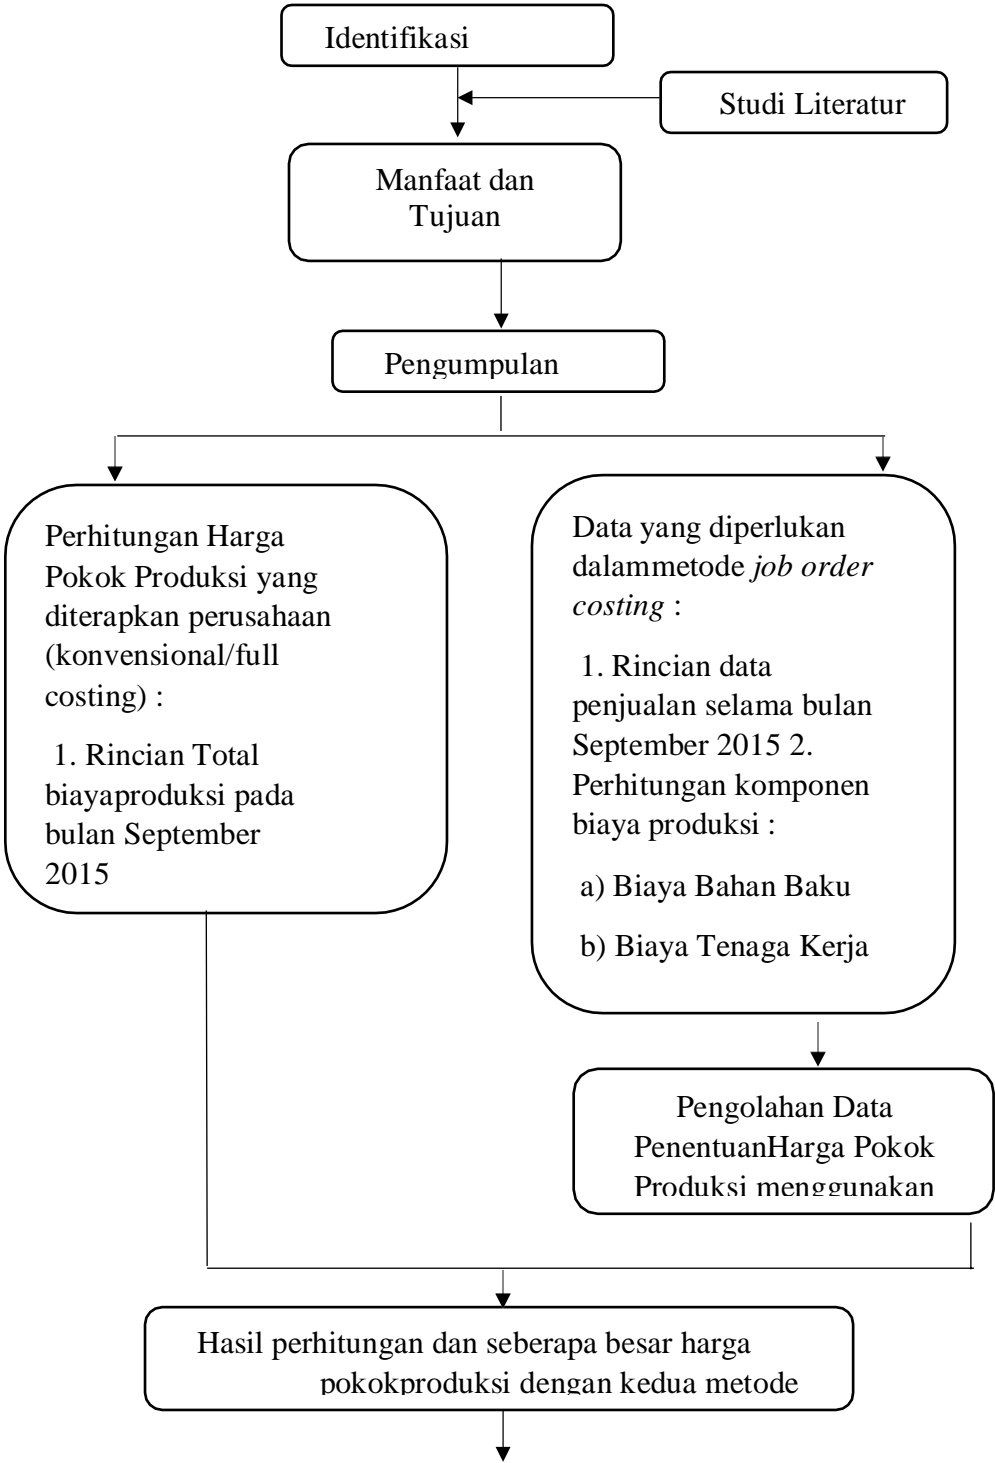 Identifikasi
Studi Literatur
Manfaat dan
Tujuan
Pengumpulan
Perhitungan Harga
Pokok Produksi yang
diterapkan perusahaan
(konvensional/full
costing) :
1. Rincian Total
biayaproduksi pada
bulan September
2015
Data yang diperlukan
dalammetode job order
costing :
1. Rincian data
penjualan selama bulan
September 2015 2.
Perhitungan komponen
biaya produksi :
a) Biaya Bahan Baku
b) Biaya Tenaga Kerja
Pengolahan Data
PenentuanHarga Pokok
Produksi menggunakan
Hasil perhitungan dan seberapa besar harga
pokokproduksi dengan kedua metode